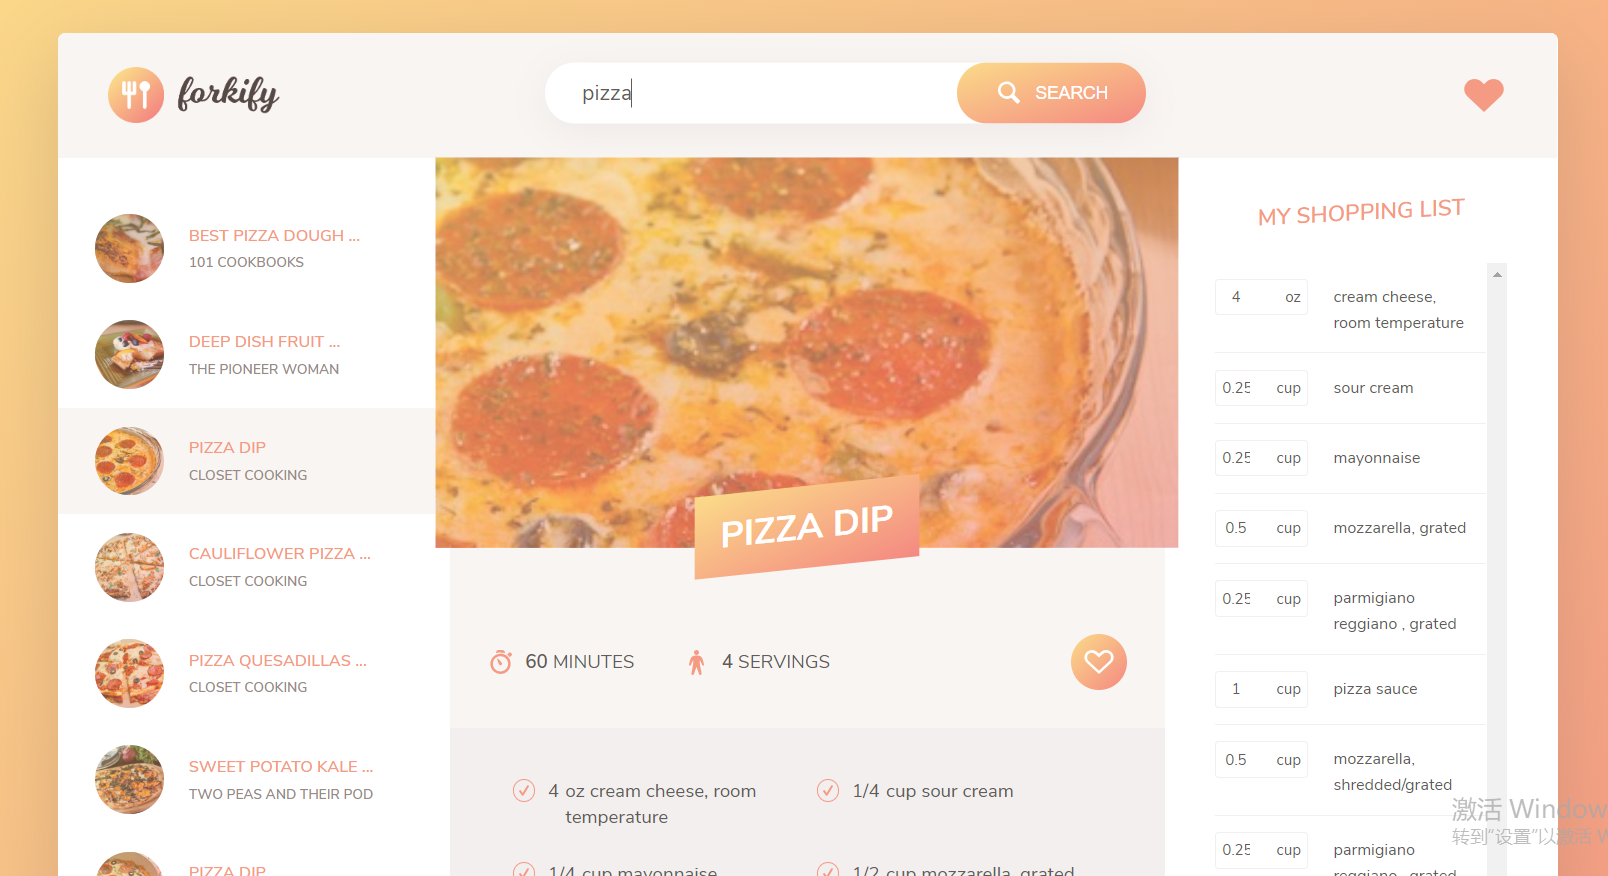 forkify
pizza
SEARCH
BEST PIZZA DOUGH ...
101 COOKBOOKS
DEEP DISH FRUIT ...
THE PIONEER WOMAN
PIZZA DIP
CLOSET COOKING
CAULIFLOWER PIZZA ...
CLOSET COOKING
PIZZA QUESADILLAS ...
CLOSET COOKING
SWEET POTATO KALE ...
TWO PEAS AND THEIR POD
PIZZA DIP
PIZZA DIP
60 MINUTES
4 SERVINGS
4 oz cream cheese, room
temperature
1/4 cup sour cream
1/4 cup mayonnaise
1/2 cup mozzarella, grated
MY SHOPPING LIST
4 oz cream cheese,
room temperature
0.25 cup sour cream
0.25 cup mayonnaise
0.5 cup mozzarella, grated
0.25 cup parmigiano
reggiano , grated
1 cup pizza sauce
0.5 cup mozzarella,
shredded/grated
0.25 cup parmigiano
reggiano , grated
激活 Window
转到"设置"以激活 W